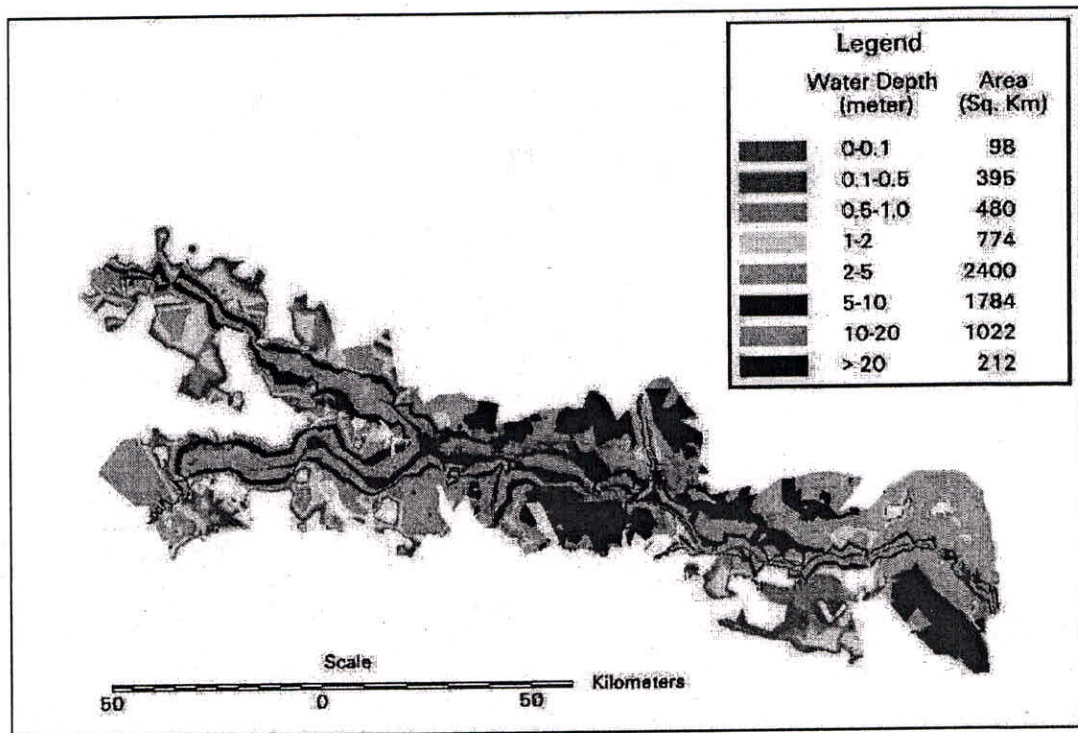 Legend
Water Depth Area
(meter) (Sq. Km)
0-0.1 98
0.1-0.5 395
0.5-1.0 480
1-2 774
2-5 2400
5-10 1784
10-20 1022
>20 212
Scale
Kilometers
50 0 50